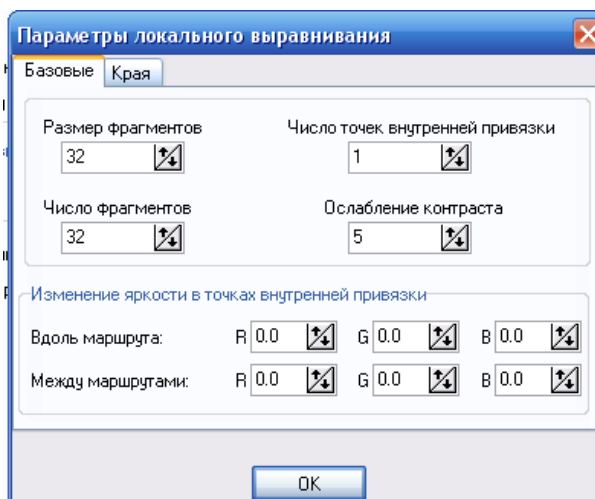 Параметры локального выравнивания
Базовые Края
Размер фрагментов Число точек внутренней привязки
32 1
Число фрагментов Ослабление контраста
32 5
Изменение яркости в точках внутренней привязки
Вдоль маршрута: R 0.0 G 0.0 B 0.0
Между маршрутами: R 0.0 G 0.0 B 0.0
OK